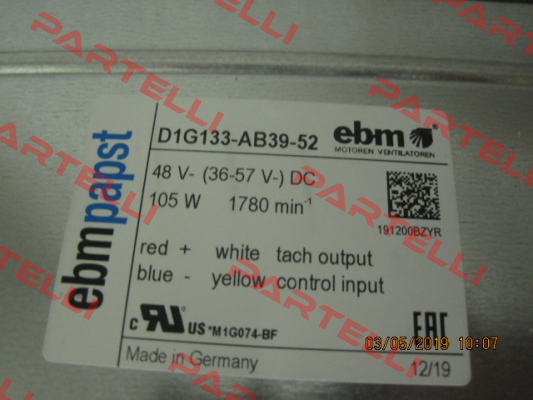 PARTELLI
PARTELLI
PARTELLI
PARTELLI
PARTELLI
ebmpapst
D1G133-AB39-52
ebm
MOTOREN VENTILATOREN
48 V- (36-57 V-) DC
105 W 1780 min-1
191200BZYR
red + white tach output
blue - yellow control input
c RU US *M1G074-BF
EAC
03/05/2019 10:07
Made in Germany
12/19